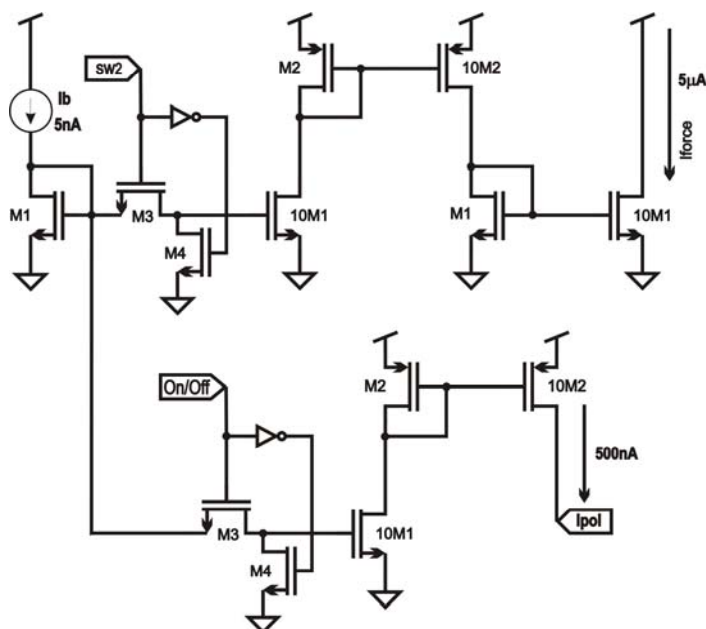 Ib
5nA
sw2
M2
10M2
5µA
Iforce
M1
M3
M4
10M1
M1
10M1
On/Off
M2
10M2
500nA
Ipol
M3
M4
10M1